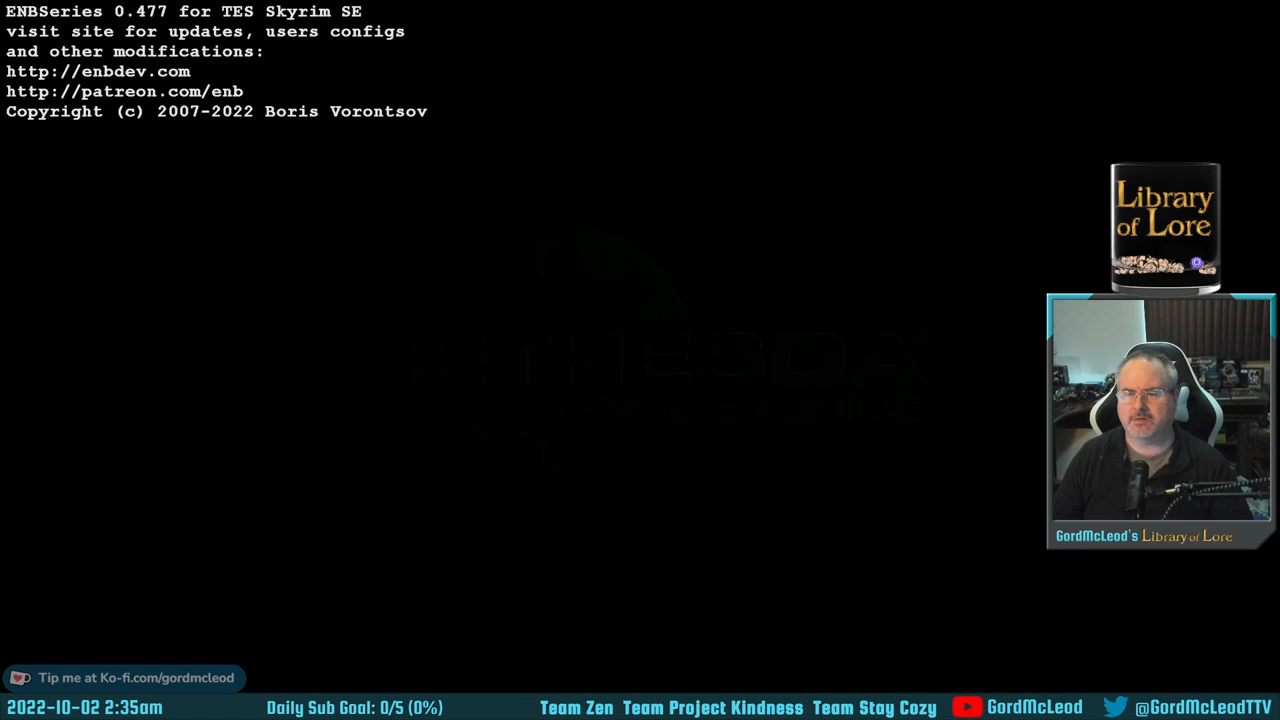 ENBSeries 0.477 for TES Skyrim SE
visit site for updates, users configs
and other modifications:
http://enbdev.com
http://patreon.com/enb
Copyright (c) 2007-2022 Boris Vorontsov
Library
of Lore
THESDA
GAME STUDIOS
GordMcLeod's Library of Lore
Tip me at Ko-fi.com/gordmcleod
2022-10-02 2:35am Daily Sub Goal: 0/5 (0%) Team Zen Team Project Kindness Team Stay Cozy GordMcLeod @GordMcLeodTTV